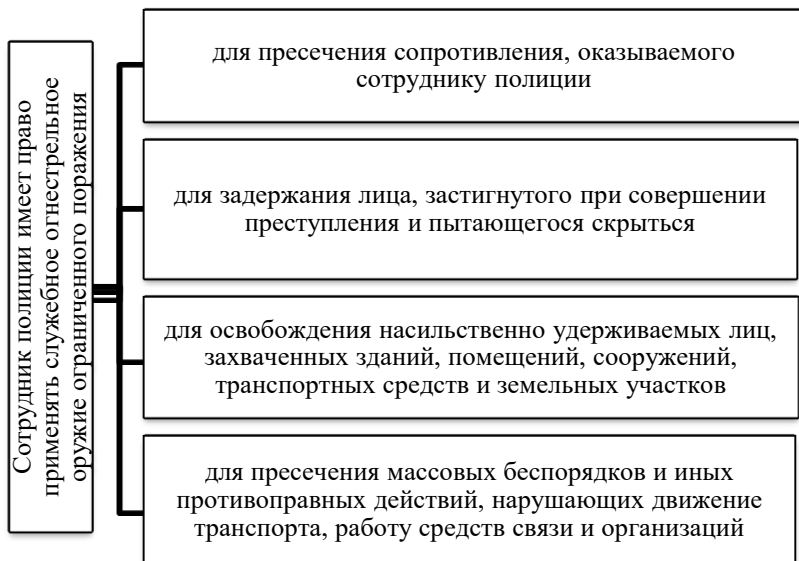 Сотрудник полиции имеет право
применять служебное огнестрельное
оружие ограниченного поражения
для пресечения сопротивления, оказываемого
сотруднику полиции
для задержания лица, застигнутого при совершении
преступления и пытающегося скрыться
для освобождения насильственно удерживаемых лиц,
захваченных зданий, помещений, сооружений,
транспортных средств и земельных участков
для пресечения массовых беспорядков и иных
противоправных действий, нарушающих движение
транспорта, работу средств связи и организаций